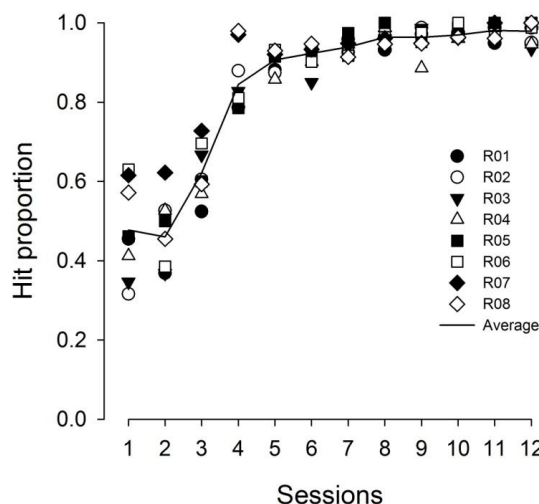 Hit proportion
1.0
0.8
0.6
0.4
0.2
0.0
R01
R02
R03
R04
R05
R06
R07
R08
Average
1 2 3 4 5 6 7 8 9 10 11 12
Sessions